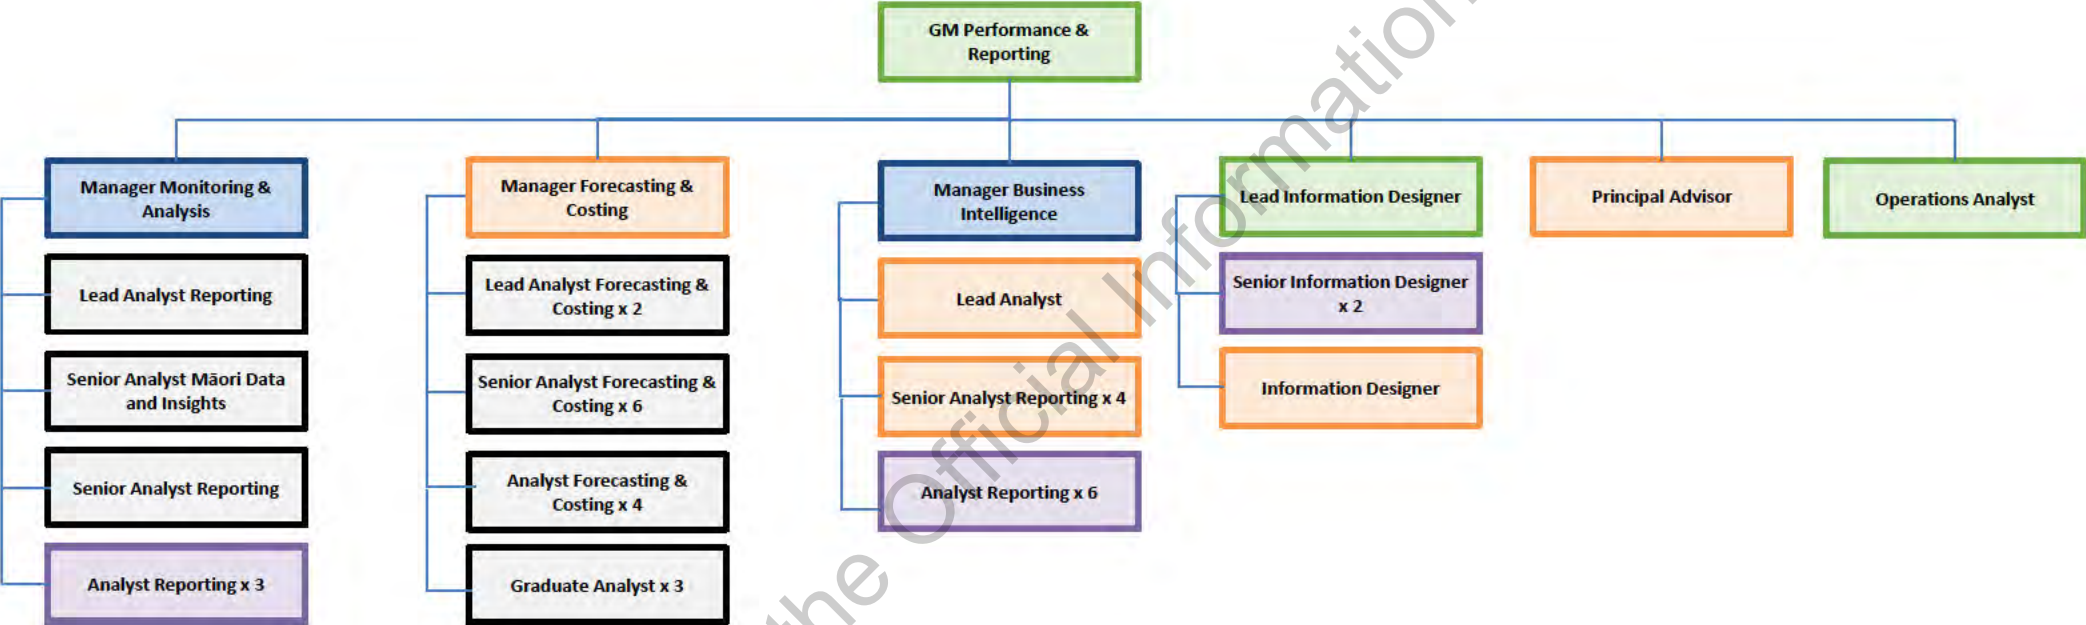 GM Performance &
Reporting
Manager Monitoring &
Analysis
Lead Analyst Reporting
Senior Analyst Māori Data
and Insights
Senior Analyst Reporting
Analyst Reporting x 3
Manager Forecasting &
Costing
Lead Analyst Forecasting &
Costing x 2
Senior Analyst Forecasting &
Costing x 6
Analyst Forecasting &
Costing x 4
Graduate Analyst x 3
Manager Business
Intelligence
Lead Analyst
Senior Analyst Reporting x 4
Analyst Reporting x 6
Lead Information Designer
Senior Information Designer
x 2
Information Designer
Principal Advisor
Operations Analyst
the Official Information